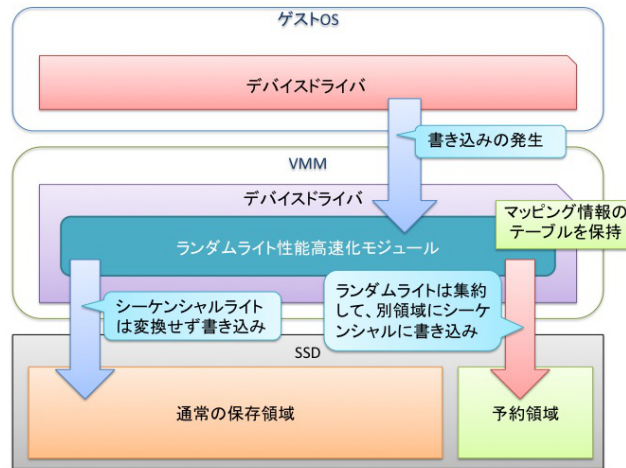 ゲストOS
デバイスドライバ
書き込みの発生
VMM
デバイスドライバ
マッピング情報の
テーブルを保持
ランダムライト性能高速化モジュール
シーケンシャルライト
は変換せず書き込み
ランダムライトは集約
して、別領域にシーケ
ンシャルに書き込み
SSD
通常の保存領域
予約領域